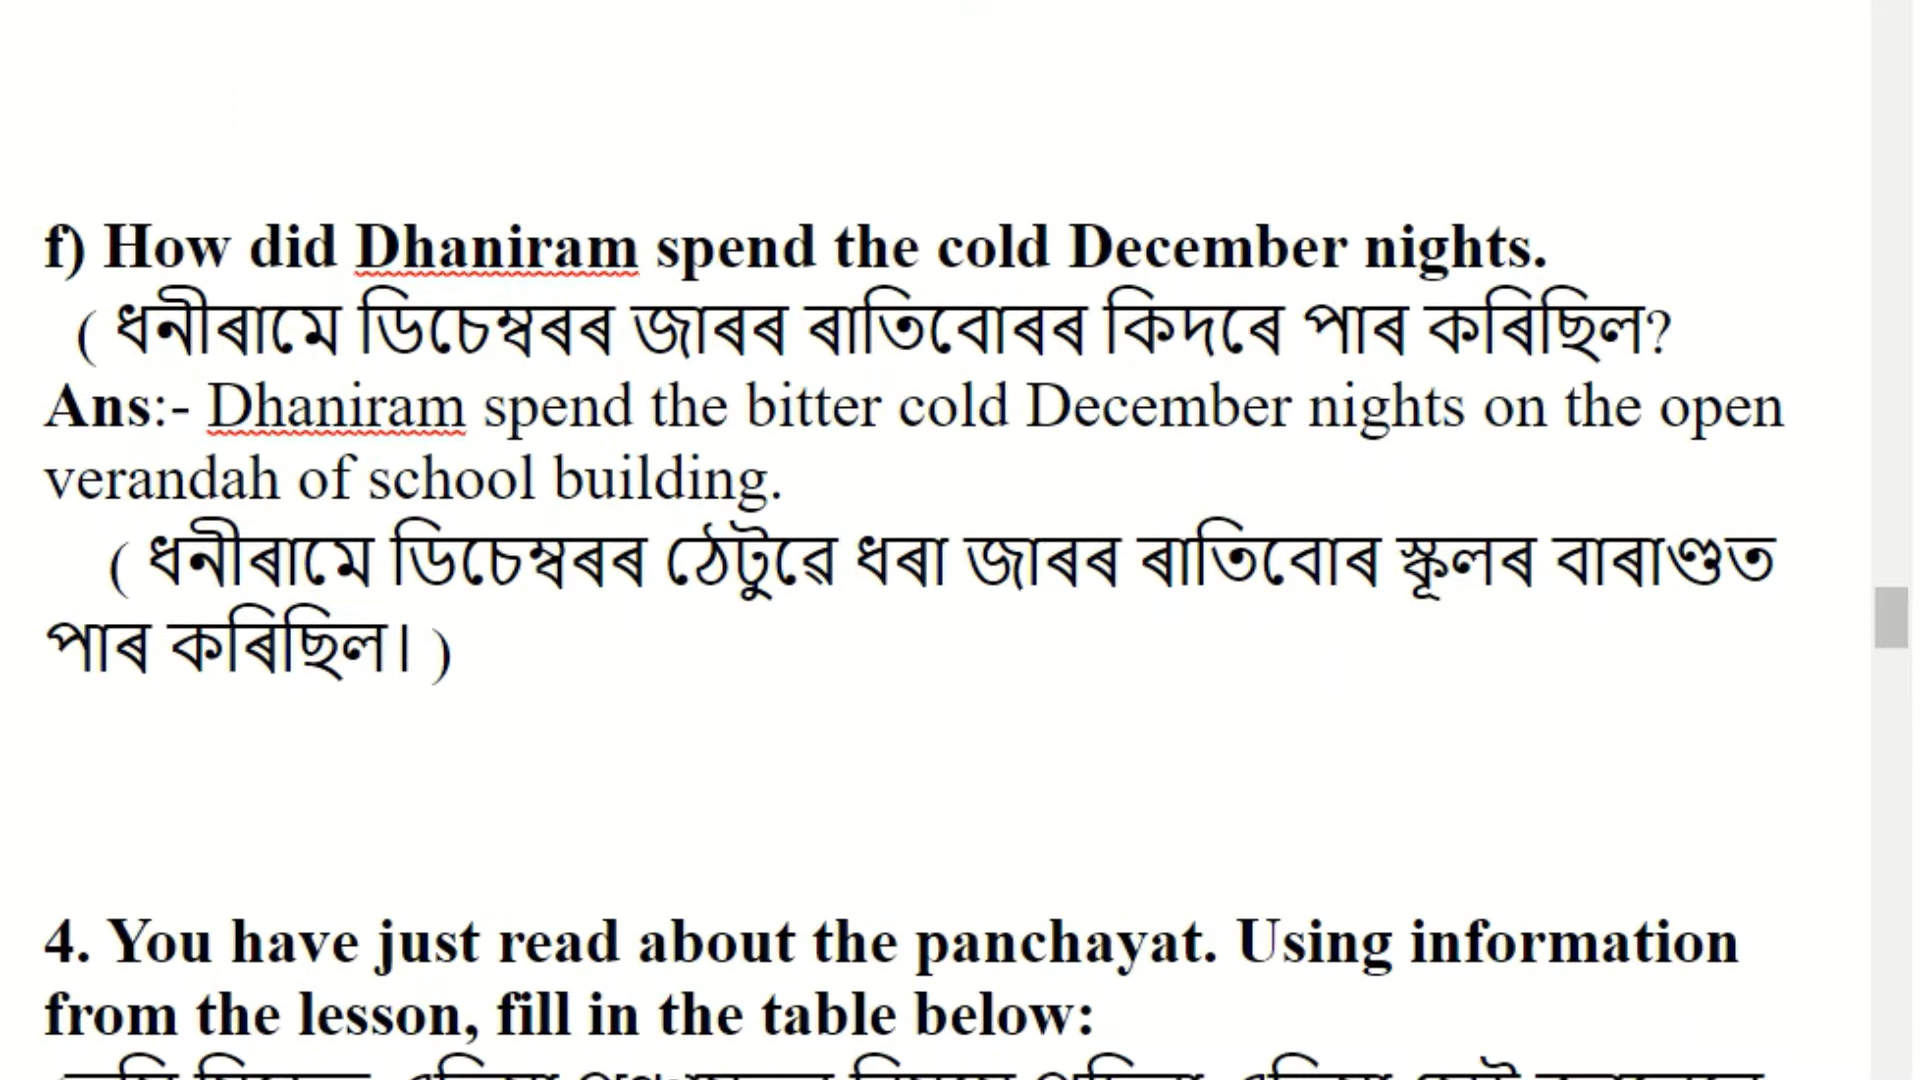 f) How did Dhaniram spend the cold December nights.
( ধনীৰামে ডিচেম্বৰৰ জাৰৰ ৰাতিবোৰৰ কিদৰে পাৰ কৰিছিল?
Ans:- Dhaniram spend the bitter cold December nights on the open
verandah of school building.
( ধনীৰামে ডিচেম্বৰৰ ঠেটুৱে ধৰা জাৰৰ ৰাতিবোৰ স্কূলৰ বাৰাণ্ডত
পাৰ কৰিছিল। )
4. You have just read about the panchayat. Using information
from the lesson, fill in the table below: